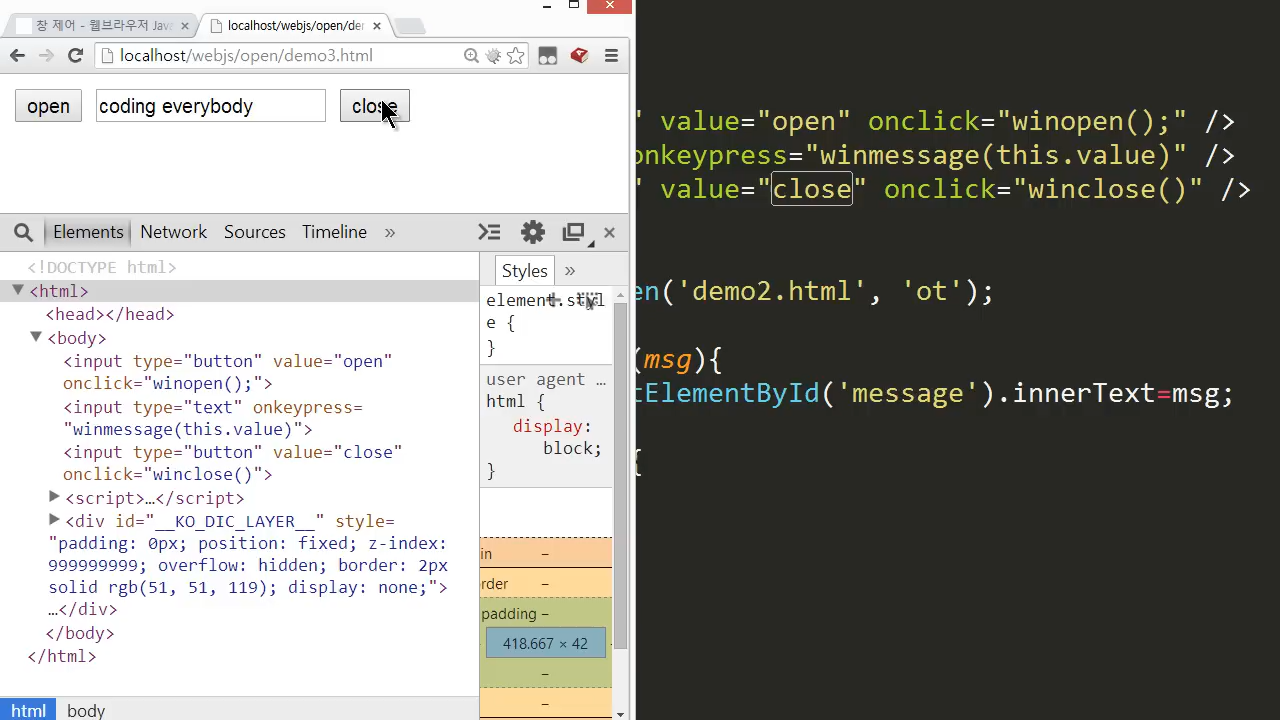 창 제어 - 웹브라우저 Java
localhost/webjs/open/de
localhost/webjs/open/demo3.html
open
coding everybody
close
Elements Network Sources Timeline »
<!DOCTYPE html>
▼ <html>
<head></head>
▼ <body>
<input type="button" value="open"
onclick="winopen();">
<input type="text" onkeypress=
"winmessage(this.value)">
<input type="button" value="close"
onclick="winclose()">
▶ <script>…</script>
▶ <div id="__KO_DIC_LAYER__" style=
"padding: 0px; position: fixed; z-index:
999999999; overflow: hidden; border: 2px
solid rgb(51, 51, 119); display: none;">
…</div>
</body>
</html>
html body
Styles »
element.styl
e {
}
user agent …
html {
display:
block;
}
in –
rder –
padding –
418.667 × 42
–
–
' value="open" onclick="winopen();" />
onkeypress="winmessage(this.value)" />
' value="close" onclick="winclose()" />
en('demo2.html', 'ot');
(msg){
tElementById('message').innerText=msg;
{